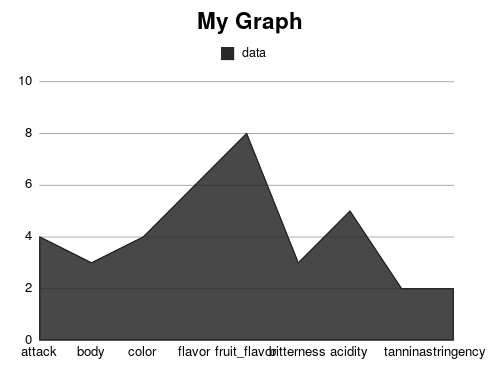 My Graph
data
10
8
6
4
2
0
attack body color flavor fruit_flavor bitterness acidity tannin astringency